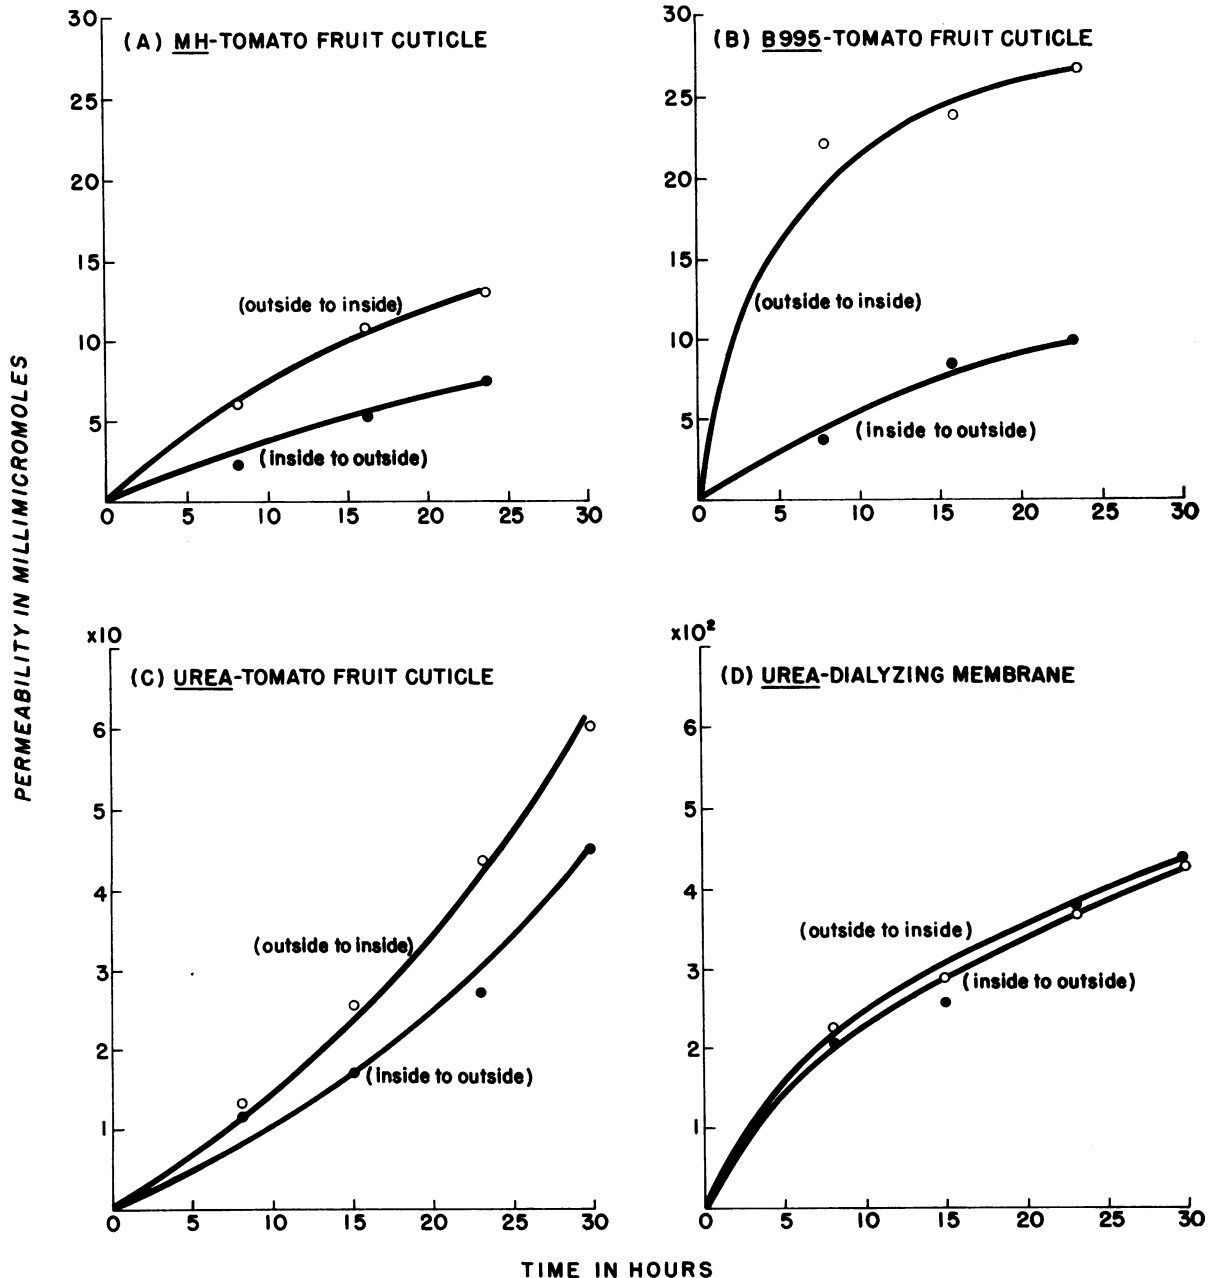 PERMEABILITY IN MILLIMICROMOLES
(A) MH-TOMATO FRUIT CUTICLE
30
25
20
15
10
5
(outside to inside)
(inside to outside)
0 5 10 15 20 25 30
(B) B995-TOMATO FRUIT CUTICLE
30
25
20
15
10
5
(outside to inside)
(inside to outside)
0 5 10 15 20 25 30
x10
(C) UREA-TOMATO FRUIT CUTICLE
6
5
4
3
2
1
(outside to inside)
(inside to outside)
0 5 10 15 20 25 30
x10²
(D) UREA-DIALYZING MEMBRANE
6
5
4
3
2
1
(outside to inside)
(inside to outside)
0 5 10 15 20 25 30
TIME IN HOURS